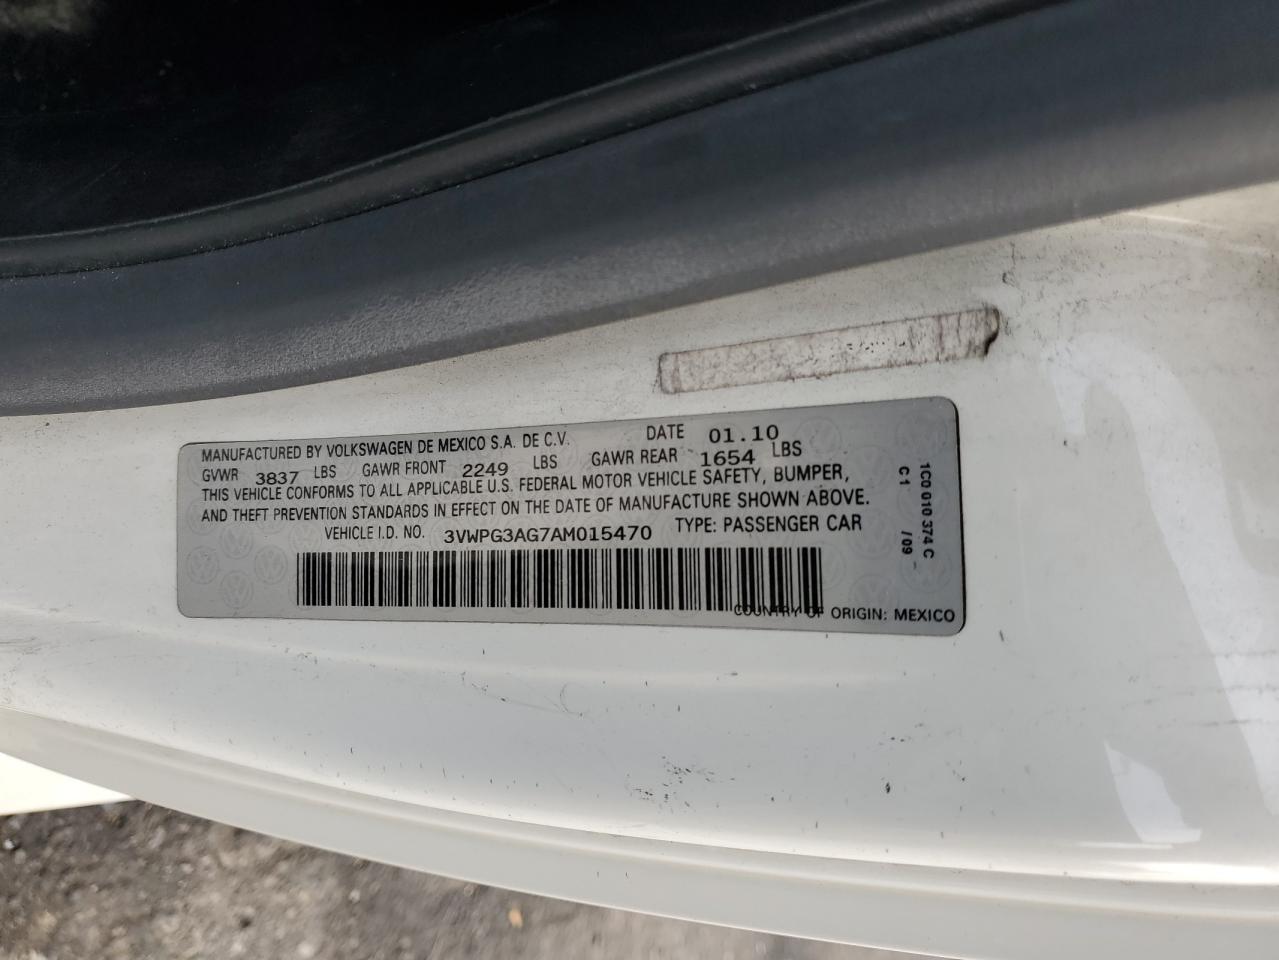 MANUFACTURED BY VOLKSWAGEN DE MEXICO S.A. DE C.V. DATE 01.10
GVWR 3837 LBS GAWR FRONT 2249 LBS GAWR REAR 1654 LBS
THIS VEHICLE CONFORMS TO ALL APPLICABLE U.S. FEDERAL MOTOR VEHICLE SAFETY, BUMPER,
AND THEFT PREVENTION STANDARDS IN EFFECT ON THE DATE OF MANUFACTURE SHOWN ABOVE.
VEHICLE I.D. NO. 3VWPG3AG7AM015470 TYPE: PASSENGER CAR
COUNTRY OF ORIGIN: MEXICO
1C0 010 374 C
C1 /09 -